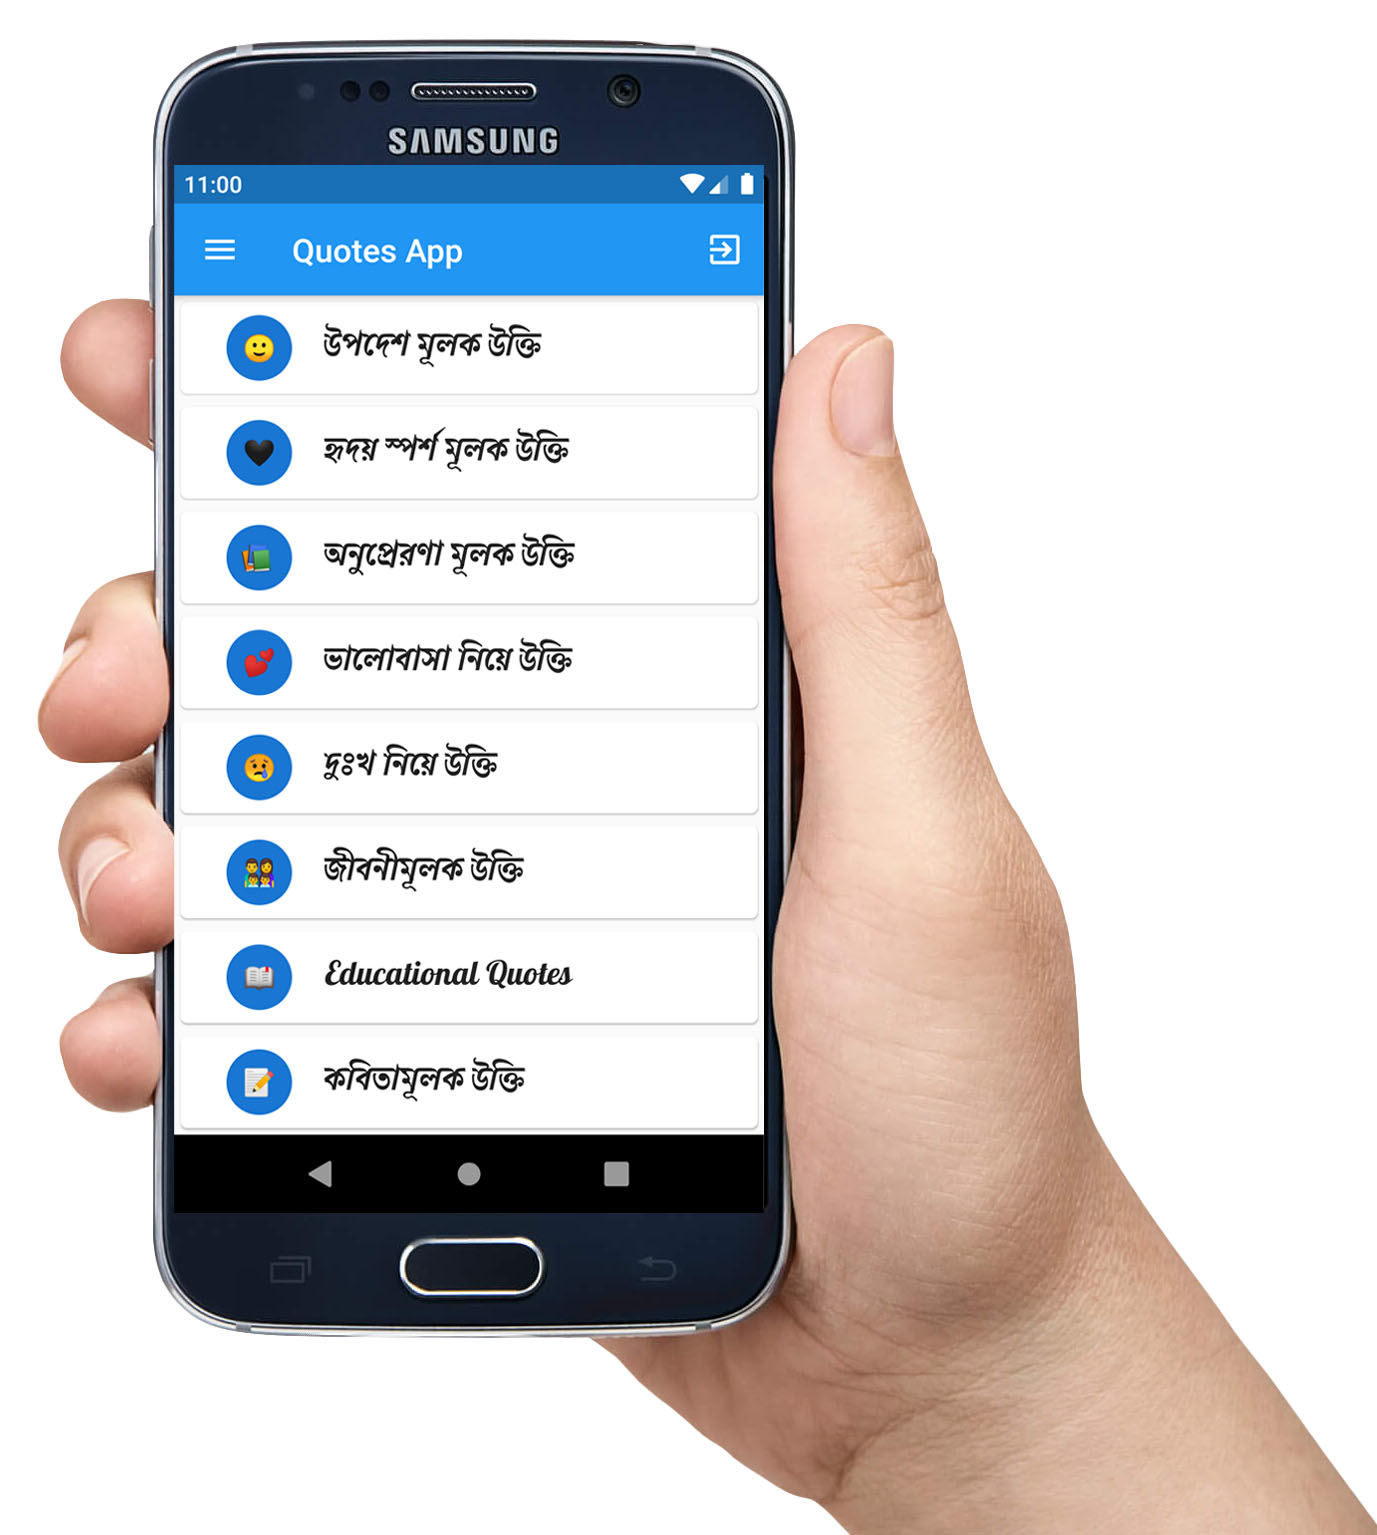 SAMSUNG
11:00
Quotes App
উপদেশ মূলক উক্তি
হৃদয় স্পর্শ মূলক উক্তি
অনুপ্রেরণা মূলক উক্তি
ভালোবাসা নিয়ে উক্তি
দুঃখ নিয়ে উক্তি
জীবনীমূলক উক্তি
Educational Quotes
কবিতামূলক উক্তি